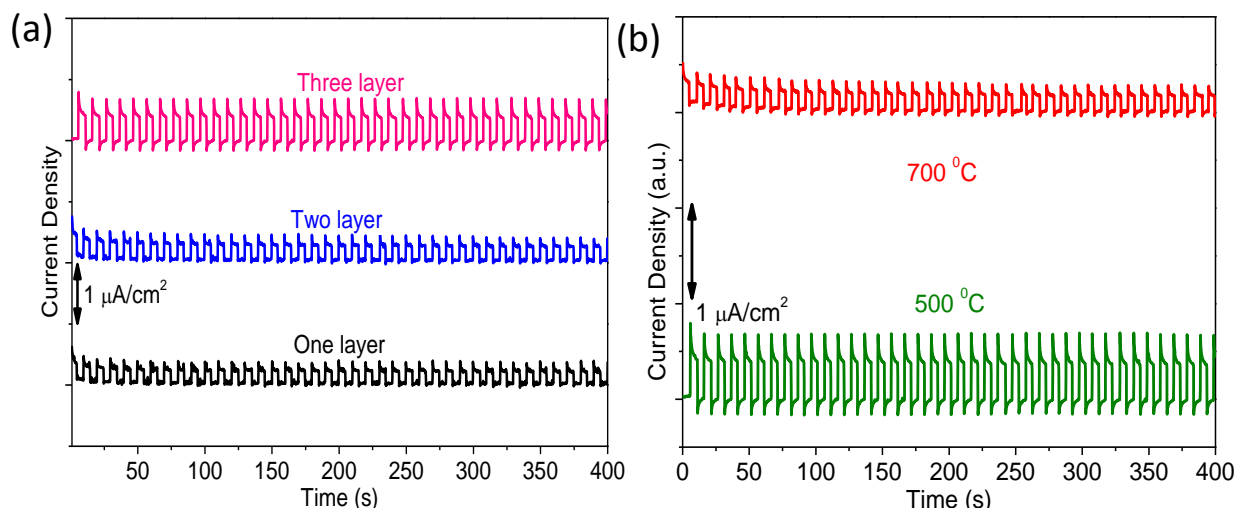 (a)
Current Density
Three layer
Two layer
1 μA/cm²
One layer
50 100 150 200 250 300 350 400
Time (s)
(b)
Current Density (a.u.)
700 ⁰C
1 μA/cm²
500 ⁰C
0 50 100 150 200 250 300 350 400
Time (s)